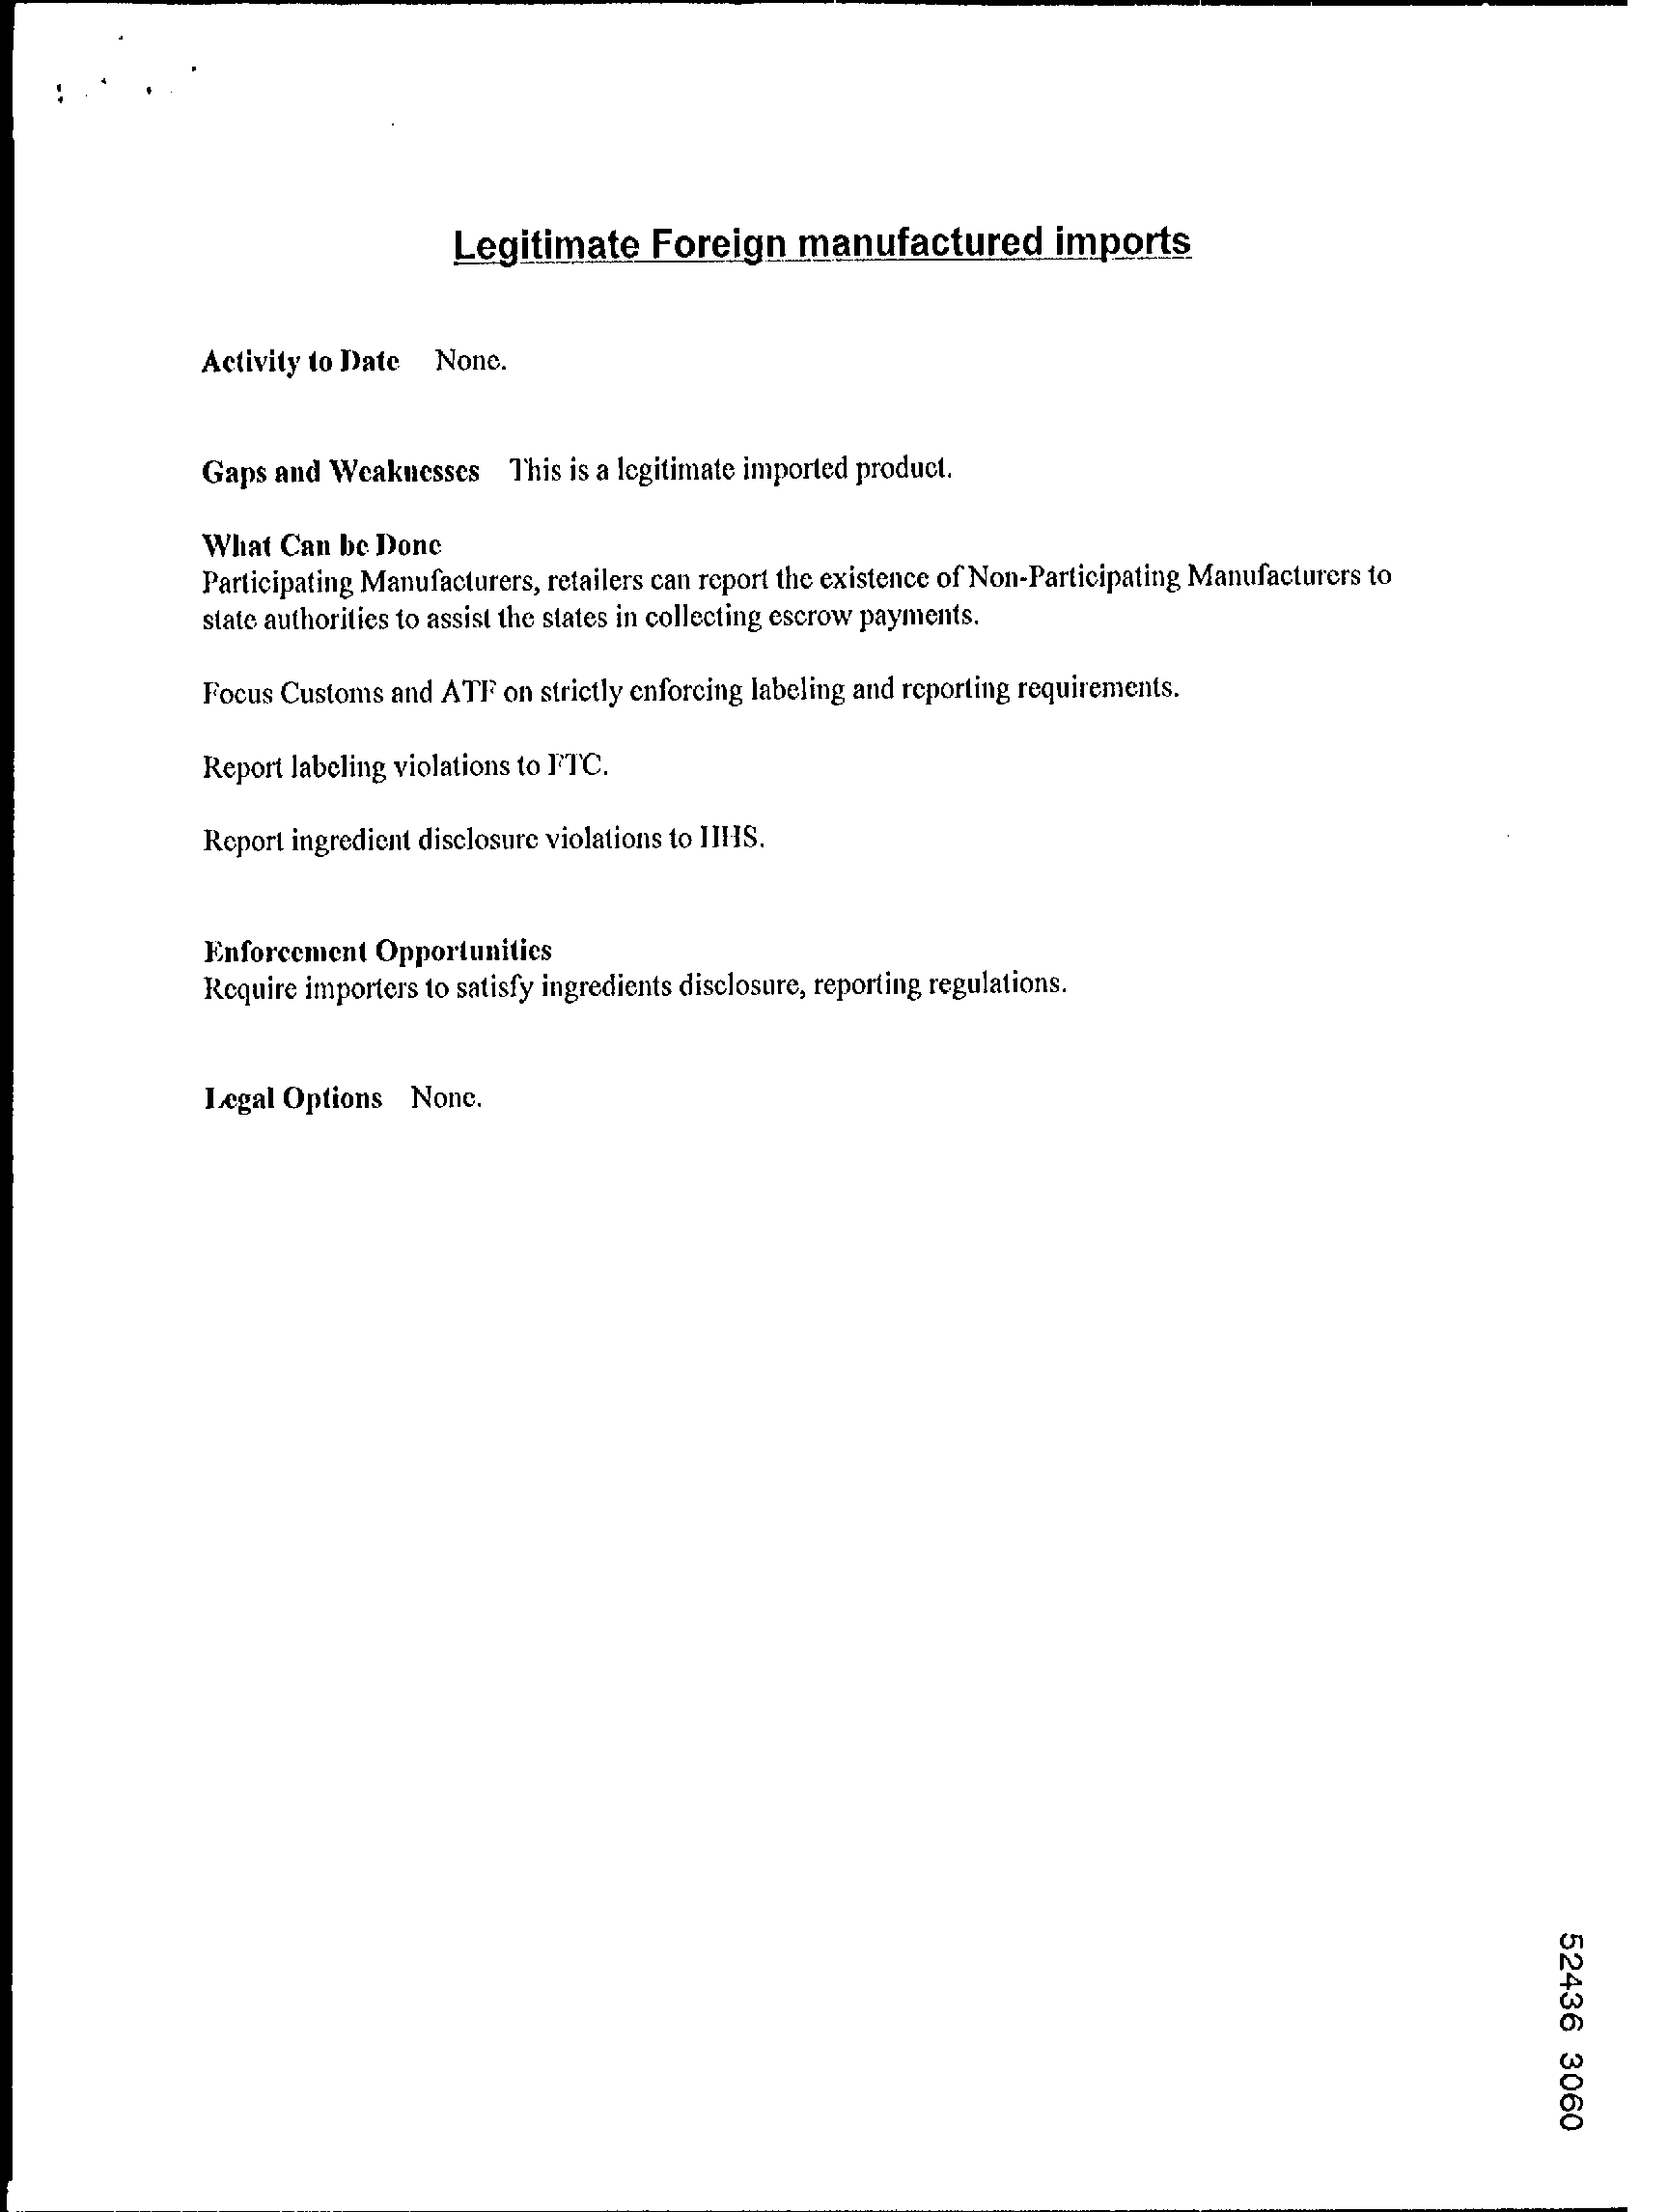 Legitimate Foreign manufactured imports
Activity to Date None.
Gaps and Weaknesses This is a legitimate imported product.
What Can be Done
Participating Manufacturers, retailers can report the existence of Non-Participating Manufacturers to
state authorities to assist the states in collecting escrow payments.
Focus Customs and ATF on strictly enforcing labeling and reporting requirements.
Report labeling violations to FTC.
Report ingredient disclosure violations to HHS.
Enforcement Opportunities
Require importers to satisfy ingredients disclosure, reporting regulations.
Legal Options None.
52436 3060